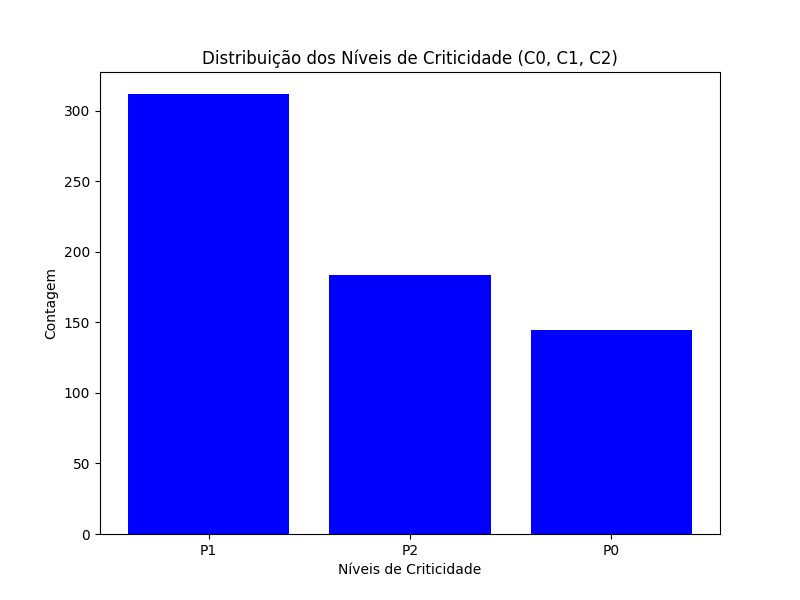 Distribuição dos Níveis de Criticidade (C0, C1, C2)
300
250
200
150
100
50
0
Contagem
P1 P2 P0
Níveis de Criticidade